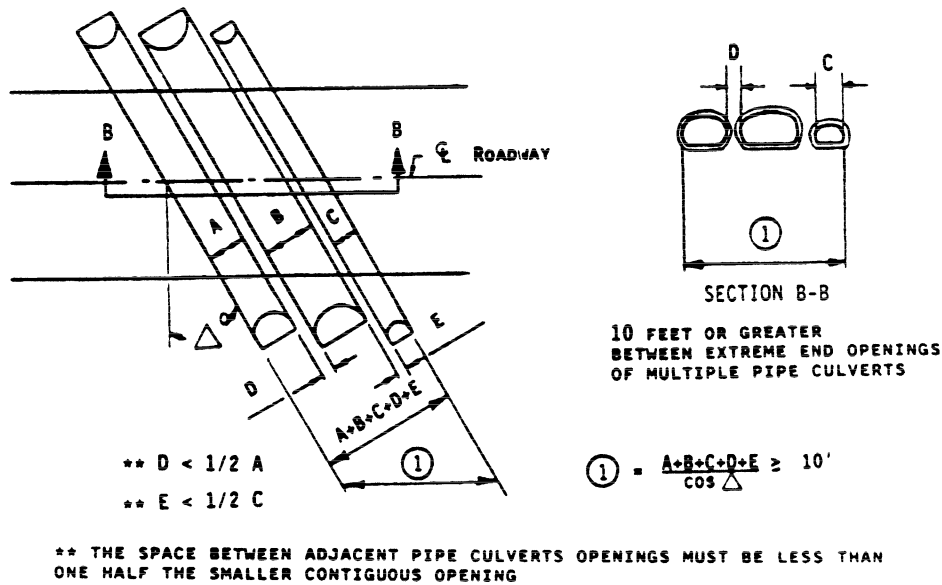 B B
℄ ROADWAY
A B C
△
D
E
A+B+C+D+E
1
** D < 1/2 A
** E < 1/2 C
D C
1
SECTION B-B
10 FEET OR GREATER
BETWEEN EXTREME END OPENINGS
OF MULTIPLE PIPE CULVERTS
1 = A+B+C+D+E / COS △ ≥ 10'
** THE SPACE BETWEEN ADJACENT PIPE CULVERTS OPENINGS MUST BE LESS THAN
ONE HALF THE SMALLER CONTIGUOUS OPENING